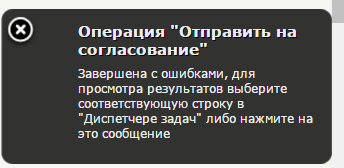 Операция "Отправить на
согласование"
Завершена с ошибками, для
просмотра результатов выберите
соответствующую строку в
"Диспетчере задач" либо нажмите на
это сообщение